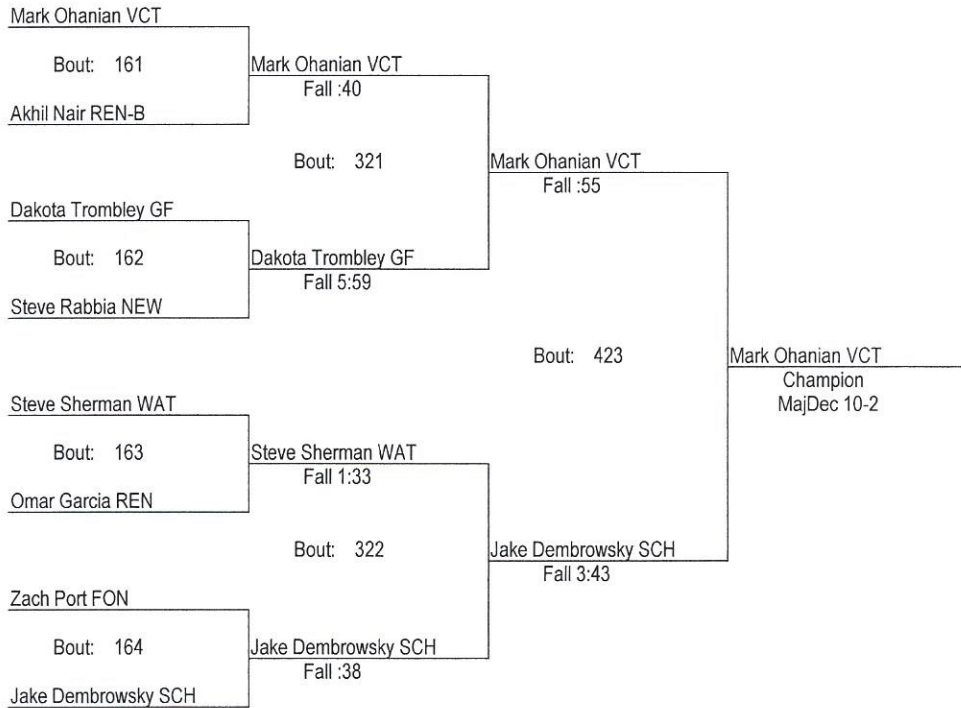 Mark Ohanian VCT
Bout: 161
Mark Ohanian VCT
Fall :40
Akhil Nair REN-B
Bout: 321
Mark Ohanian VCT
Fall :55
Dakota Trombley GF
Bout: 162
Dakota Trombley GF
Fall 5:59
Steve Rabbia NEW
Bout: 423
Mark Ohanian VCT
Champion
MajDec 10-2
Steve Sherman WAT
Bout: 163
Steve Sherman WAT
Fall 1:33
Omar Garcia REN
Bout: 322
Jake Dembrowsky SCH
Fall 3:43
Zach Port FON
Bout: 164
Jake Dembrowsky SCH
Fall :38
Jake Dembrowsky SCH